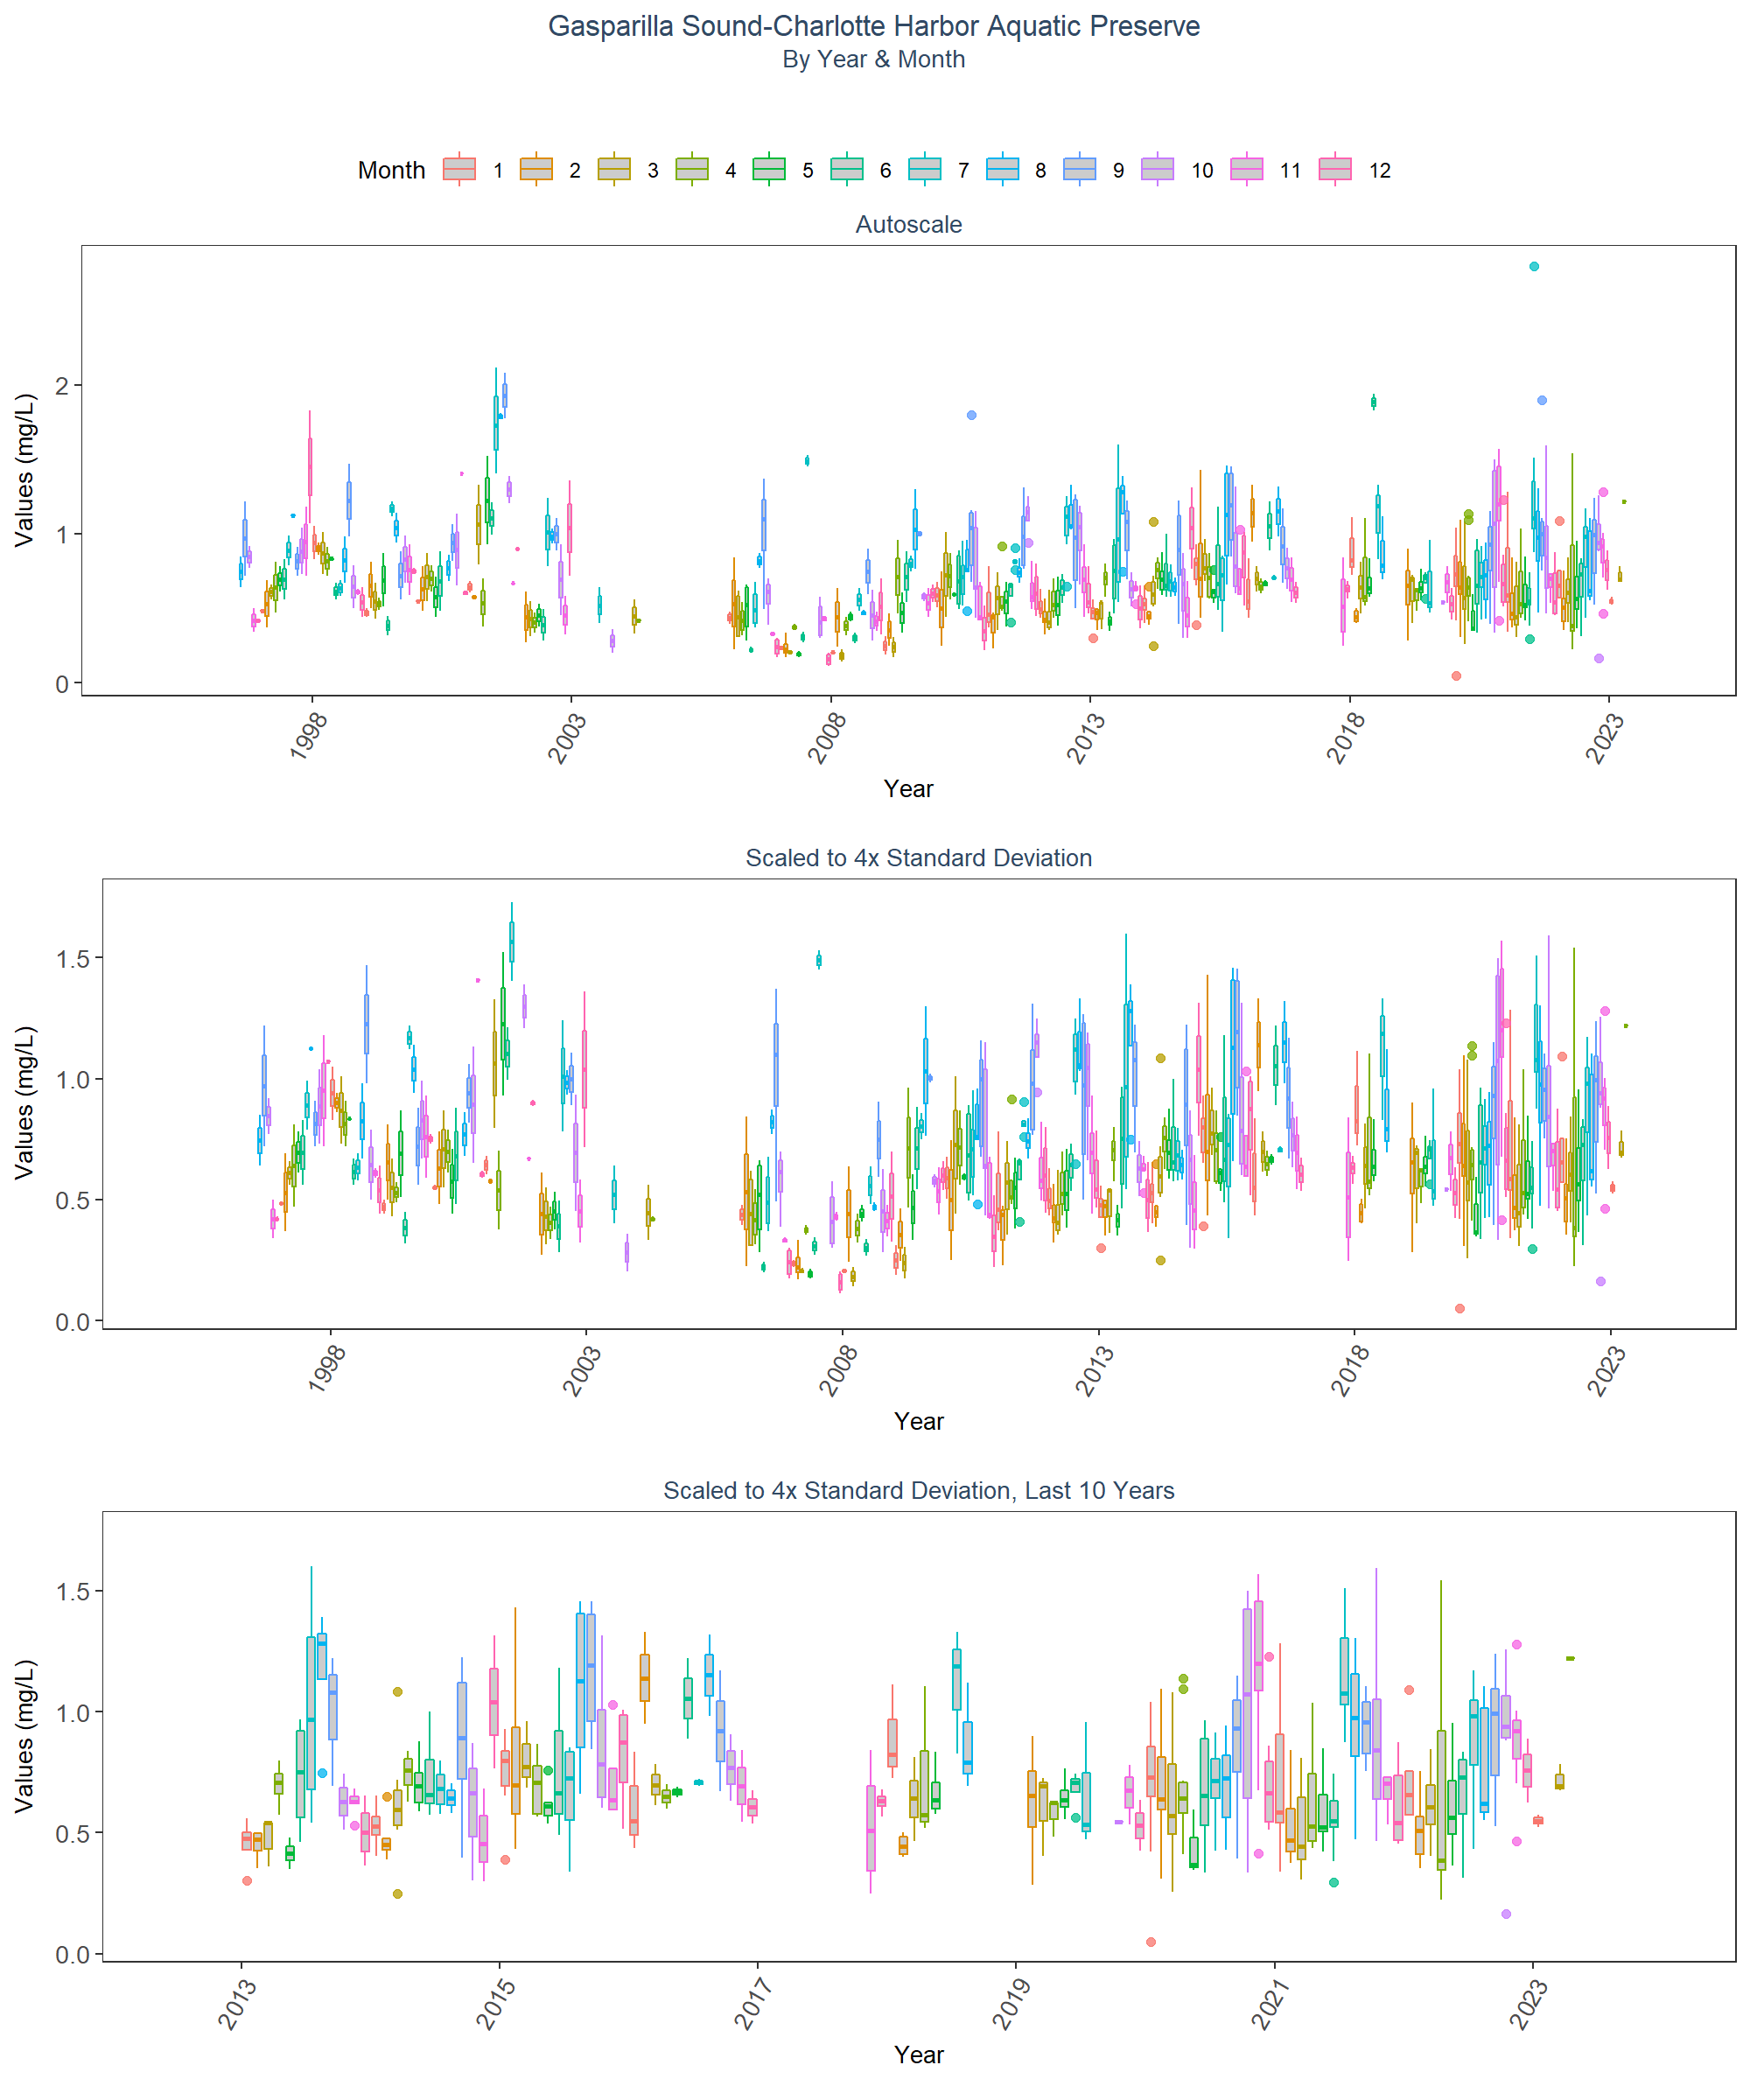 Gasparilla Sound-Charlotte Harbor Aquatic Preserve
By Year & Month
Month 1 2 3 4 5 6 7 8 9 10 11 12
Autoscale
Values (mg/L)
2
1
0
1998 2003 2008 2013 2018 2023
Year
Scaled to 4x Standard Deviation
Values (mg/L)
1.5
1.0
0.5
0.0
1998 2003 2008 2013 2018 2023
Year
Scaled to 4x Standard Deviation, Last 10 Years
Values (mg/L)
1.5
1.0
0.5
0.0
2013 2015 2017 2019 2021 2023
Year